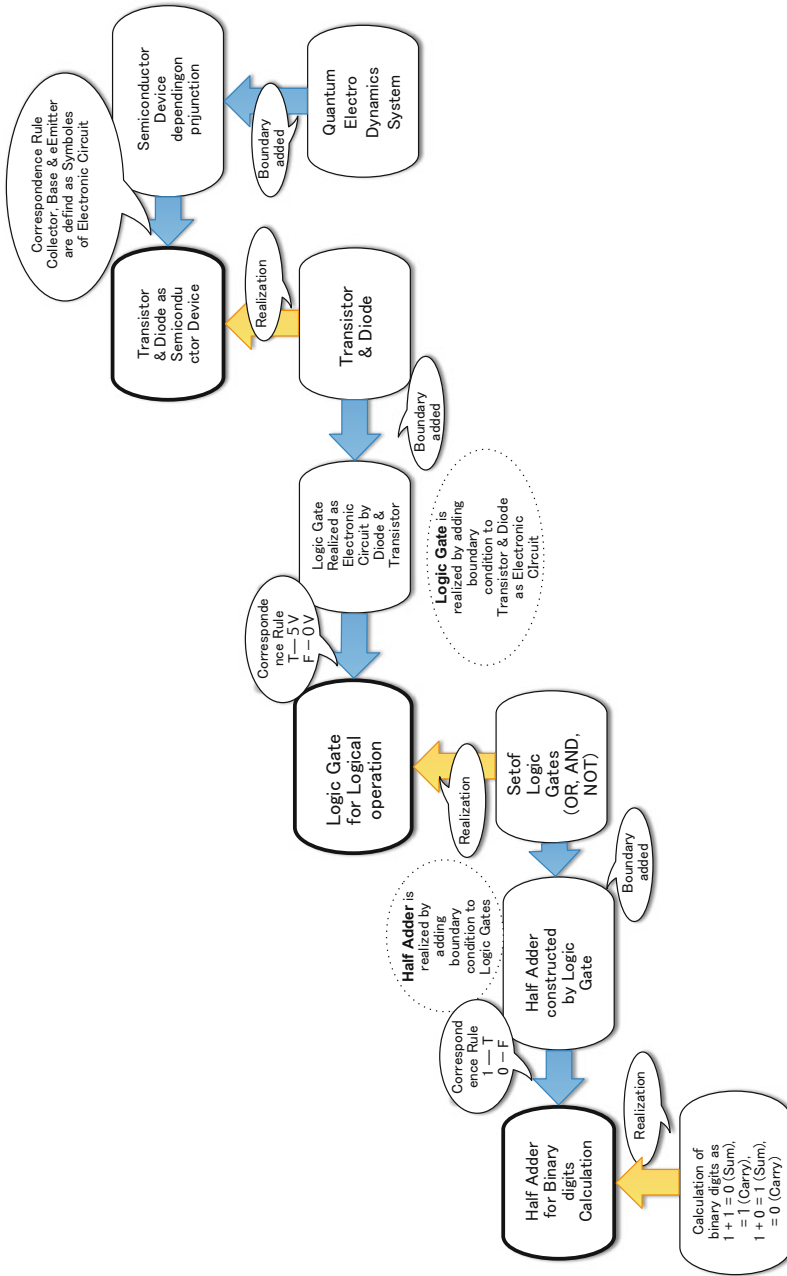 Correspondence Rule
Collector, Base & eEmitter
are defind as Symboles
of Electronic Circuit
Semiconductor
Device
dependingon
pnjunction
Boundary
added
Quantum
Electro
Dynamics
System
Transistor
& Diode as
Semicondu
ctor Device
Realization
Transistor
& Diode
Boundary
added
Logic Gate
Realized as
Electronic
Circuit by
Diode &
Transistor
Logic Gate is
realized by adding
boundary
condition to
Transistor & Diode
as Electronic
CIrcuit
Corresponde
nce Rule
T—5V
F—0V
Logic Gate
for Logical
operation
Realization
Setof
Logic
Gates
(OR, AND,
NOT)
Boundary
added
Half Adder is
realized by
adding
boundary
condition to
Logic Gates
Half Adder
constructed
by Logic
Gate
Correspond
ence Rule
1 — T
0 — F
Half Adder
for Binary
digits
Calculation
Realization
Calculation of
binary digits as
1 + 1 = 0 (Sum),
= 1 (Carry),
1 + 0 = 1 (Sum),
= 0 (Carry)